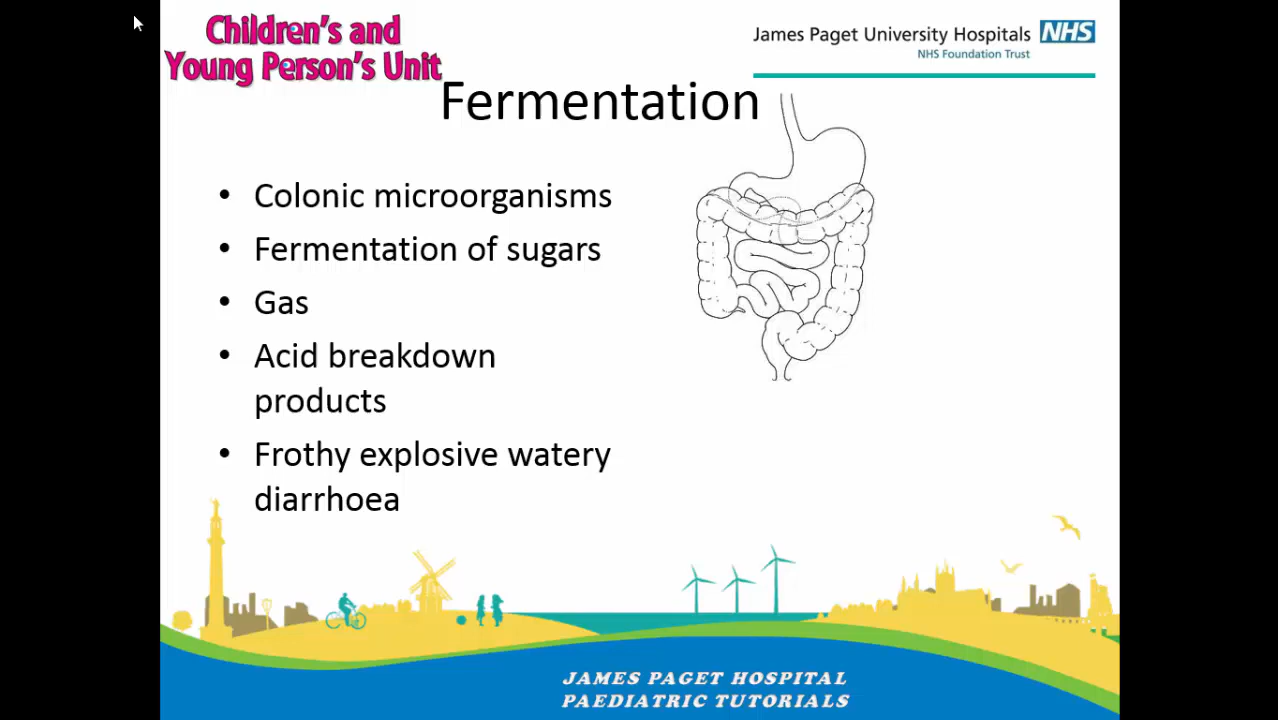 Children's and
Young Person's Unit
James Paget University Hospitals NHS
NHS Foundation Trust
Fermentation
• Colonic microorganisms
• Fermentation of sugars
• Gas
• Acid breakdown
products
• Frothy explosive watery
diarrhoea
JAMES PAGET HOSPITAL
PAEDIATRIC TUTORIALS